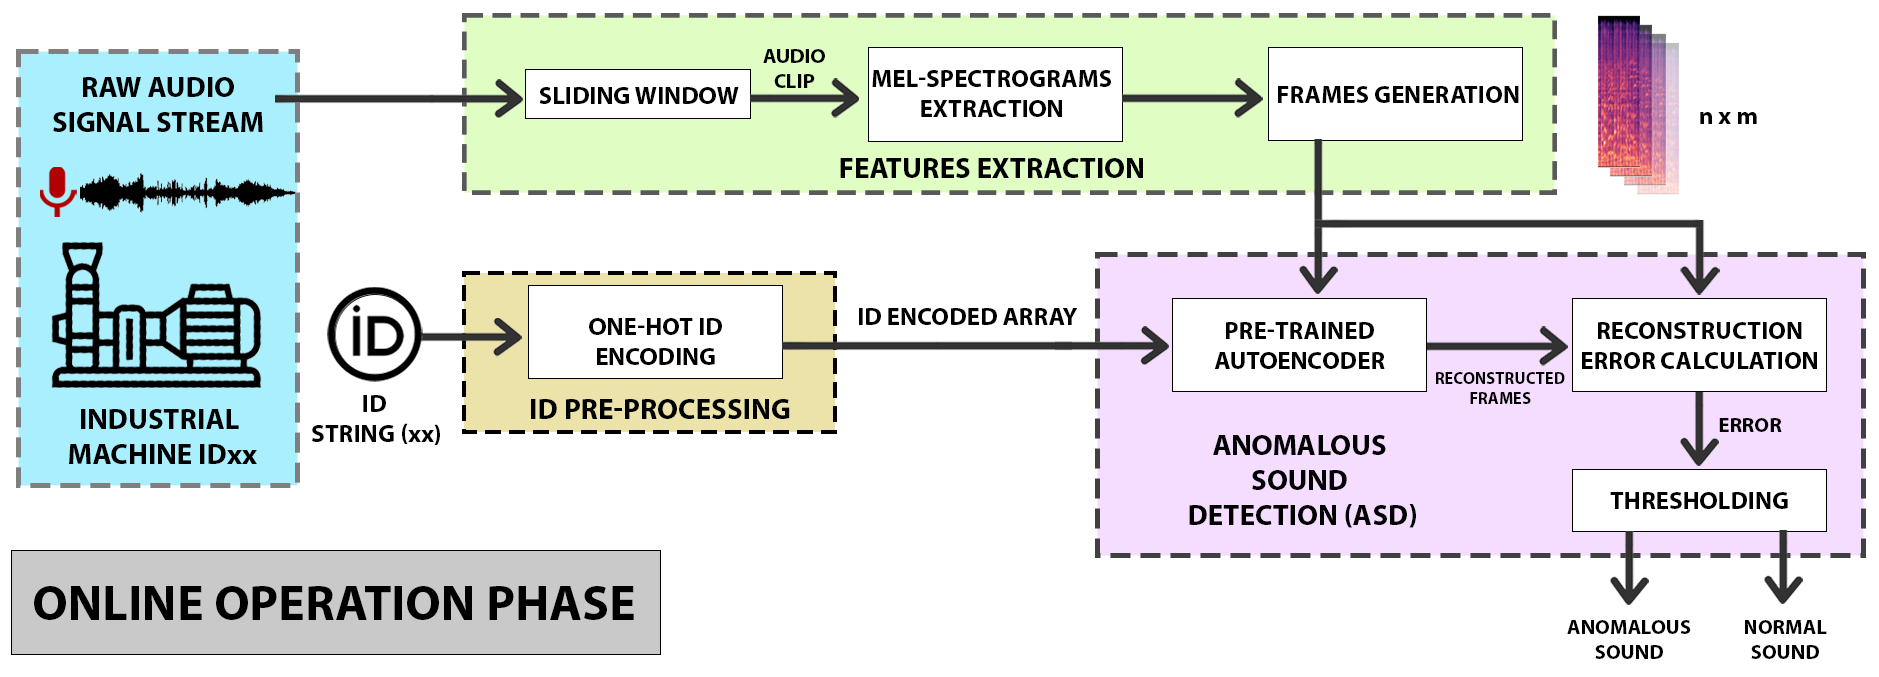 RAW AUDIO
SIGNAL STREAM
INDUSTRIAL
MACHINE IDxx
SLIDING WINDOW
AUDIO
CLIP
MEL-SPECTROGRAMS
EXTRACTION
FRAMES GENERATION
FEATURES EXTRACTION
n x m
iD
ID
STRING (xx)
ONE-HOT ID
ENCODING
ID PRE-PROCESSING
ID ENCODED ARRAY
PRE-TRAINED
AUTOENCODER
RECONSTRUCTED
FRAMES
RECONSTRUCTION
ERROR CALCULATION
ERROR
THRESHOLDING
ANOMALOUS
SOUND
DETECTION (ASD)
ANOMALOUS
SOUND
NORMAL
SOUND
ONLINE OPERATION PHASE